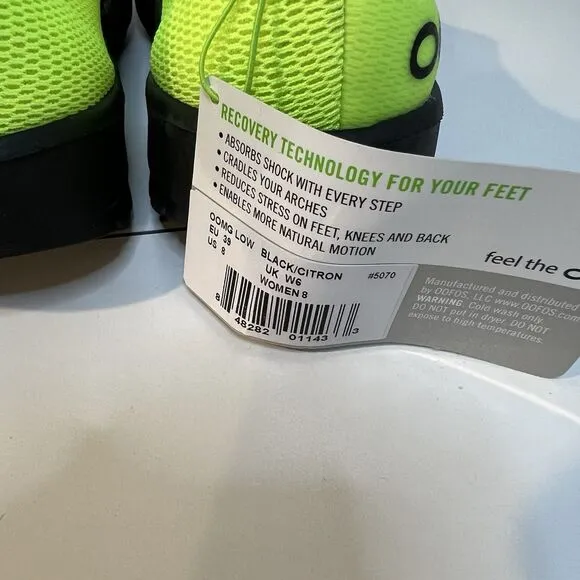 O
RECOVERY TECHNOLOGY FOR YOUR FEET
• ABSORBS SHOCK WITH EVERY STEP
• CRADLES YOUR ARCHES
• REDUCES STRESS ON FEET, KNEES AND BACK
• ENABLES MORE NATURAL MOTION
feel the O
OOMG LOW BLACK/CITRON #5070
EU 39 UK W6
US 8 WOMEN 8
8 48282 01143 3
Manufactured and distributed
by OOFOS, LLC www.OOFOS.com
WARNING Cold wash only.
DO NOT put in dryer. DO NOT
expose to high temperatures.